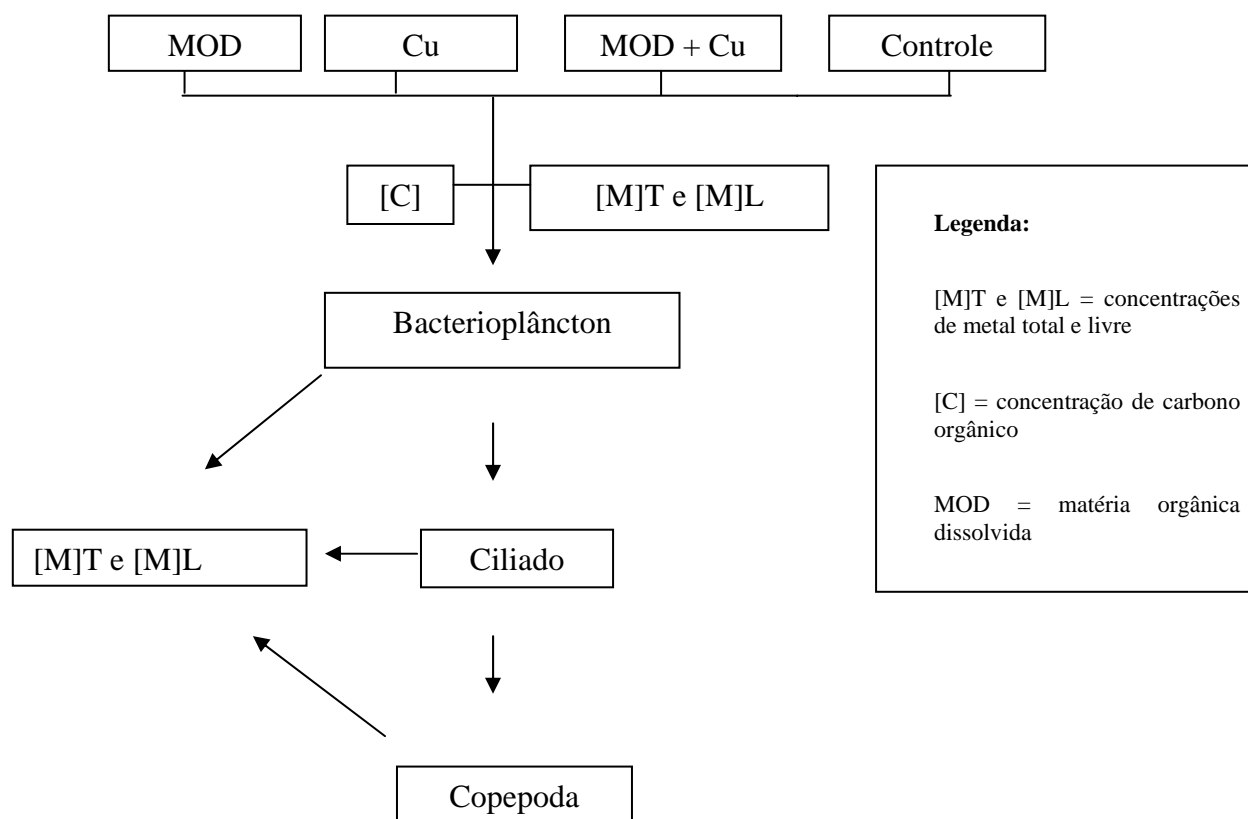 MOD
Cu
MOD + Cu
Controle
[C]
[M]T e [M]L
Bacterioplâncton
[M]T e [M]L
Ciliado
Copepoda
Legenda:
[M]T e [M]L = concentrações
de metal total e livre
[C] = concentração de carbono
orgânico
MOD = matéria orgânica
dissolvida